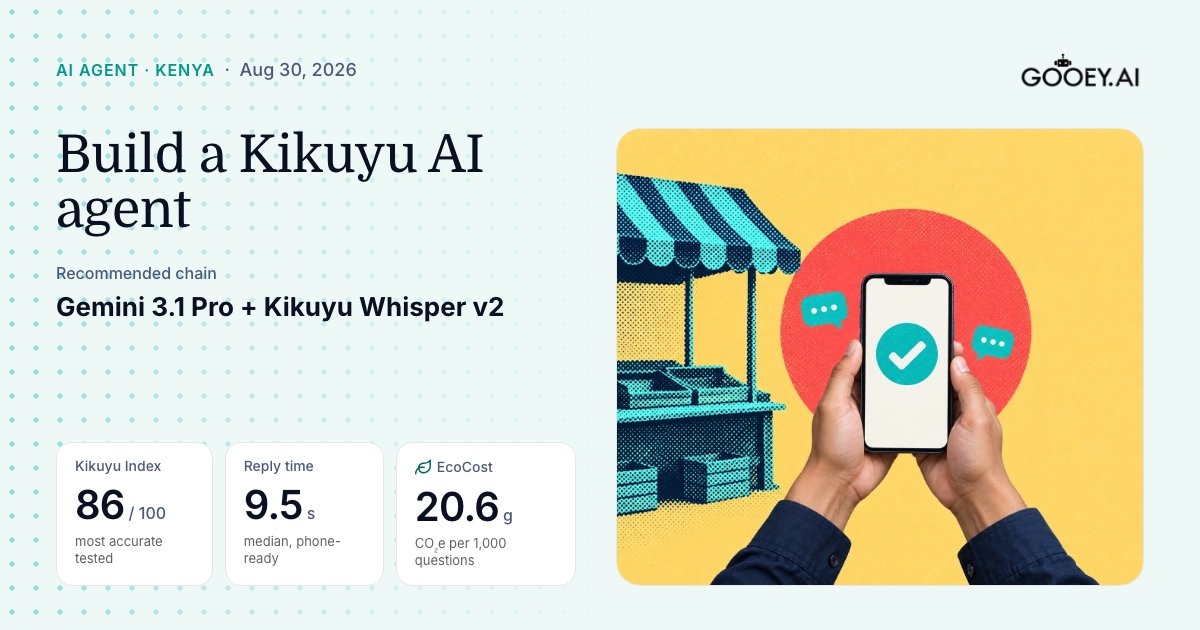 AI AGENT · KENYA · Aug 30, 2026
GOOEY.AI
Build a Kikuyu AI
agent
Recommended chain
Gemini 3.1 Pro + Kikuyu Whisper v2
Kikuyu Index
86 / 100
most accurate
tested
Reply time
9.5 s
median, phone-
ready
EcoCost
20.6 g
CO₂e per 1,000
questions